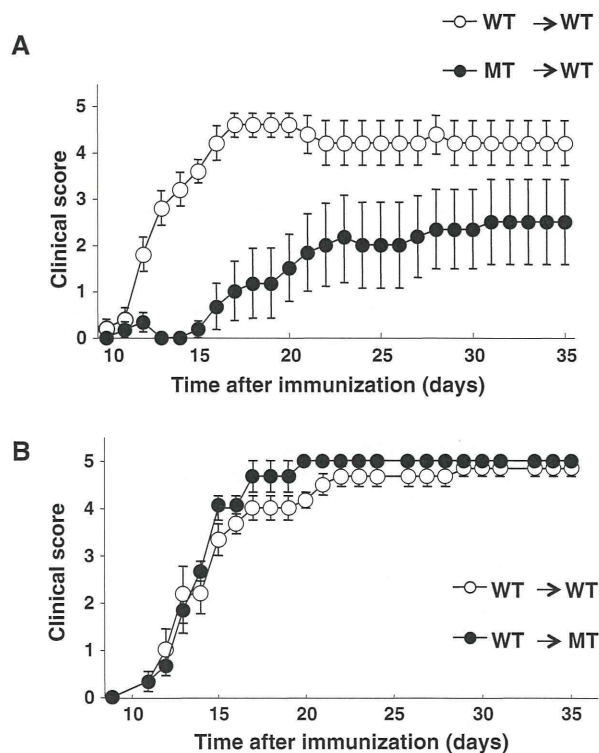 WT → WT
A
MT → WT
5
4
3
2
1
0
Clinical score
10 15 20 25 30 35
Time after immunization (days)
B
5
4
3
2
1
0
Clinical score
WT → WT
WT → MT
10 15 20 25 30 35
Time after immunization (days)